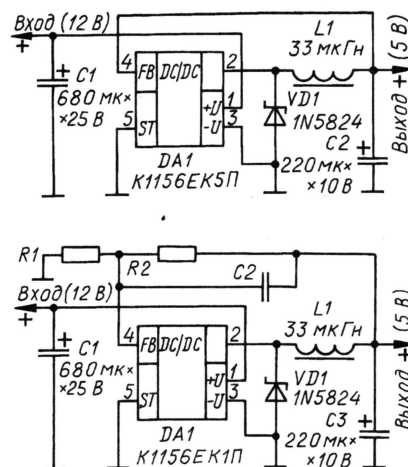 Вход (12 В)
+
L1
33 мкГн
(5 В)
+
Выход
4
FB
DC/DC
2
C1
+
680 мк×
×25 В
+U
1
-U
3
5
ST
VD1
1N5824
DA1
К1156ЕК5П
C2
+
220 мк×
×10 В
R1
R2
C2
Вход (12 В)
+
L1
33 мкГн
(5 В)
+
Выход
4
FB
DC/DC
2
C1
+
680 мк×
×25 В
+U
1
-U
3
5
ST
VD1
1N5824
DA1
К1156ЕК1П
C3
+
220 мк×
×10 В